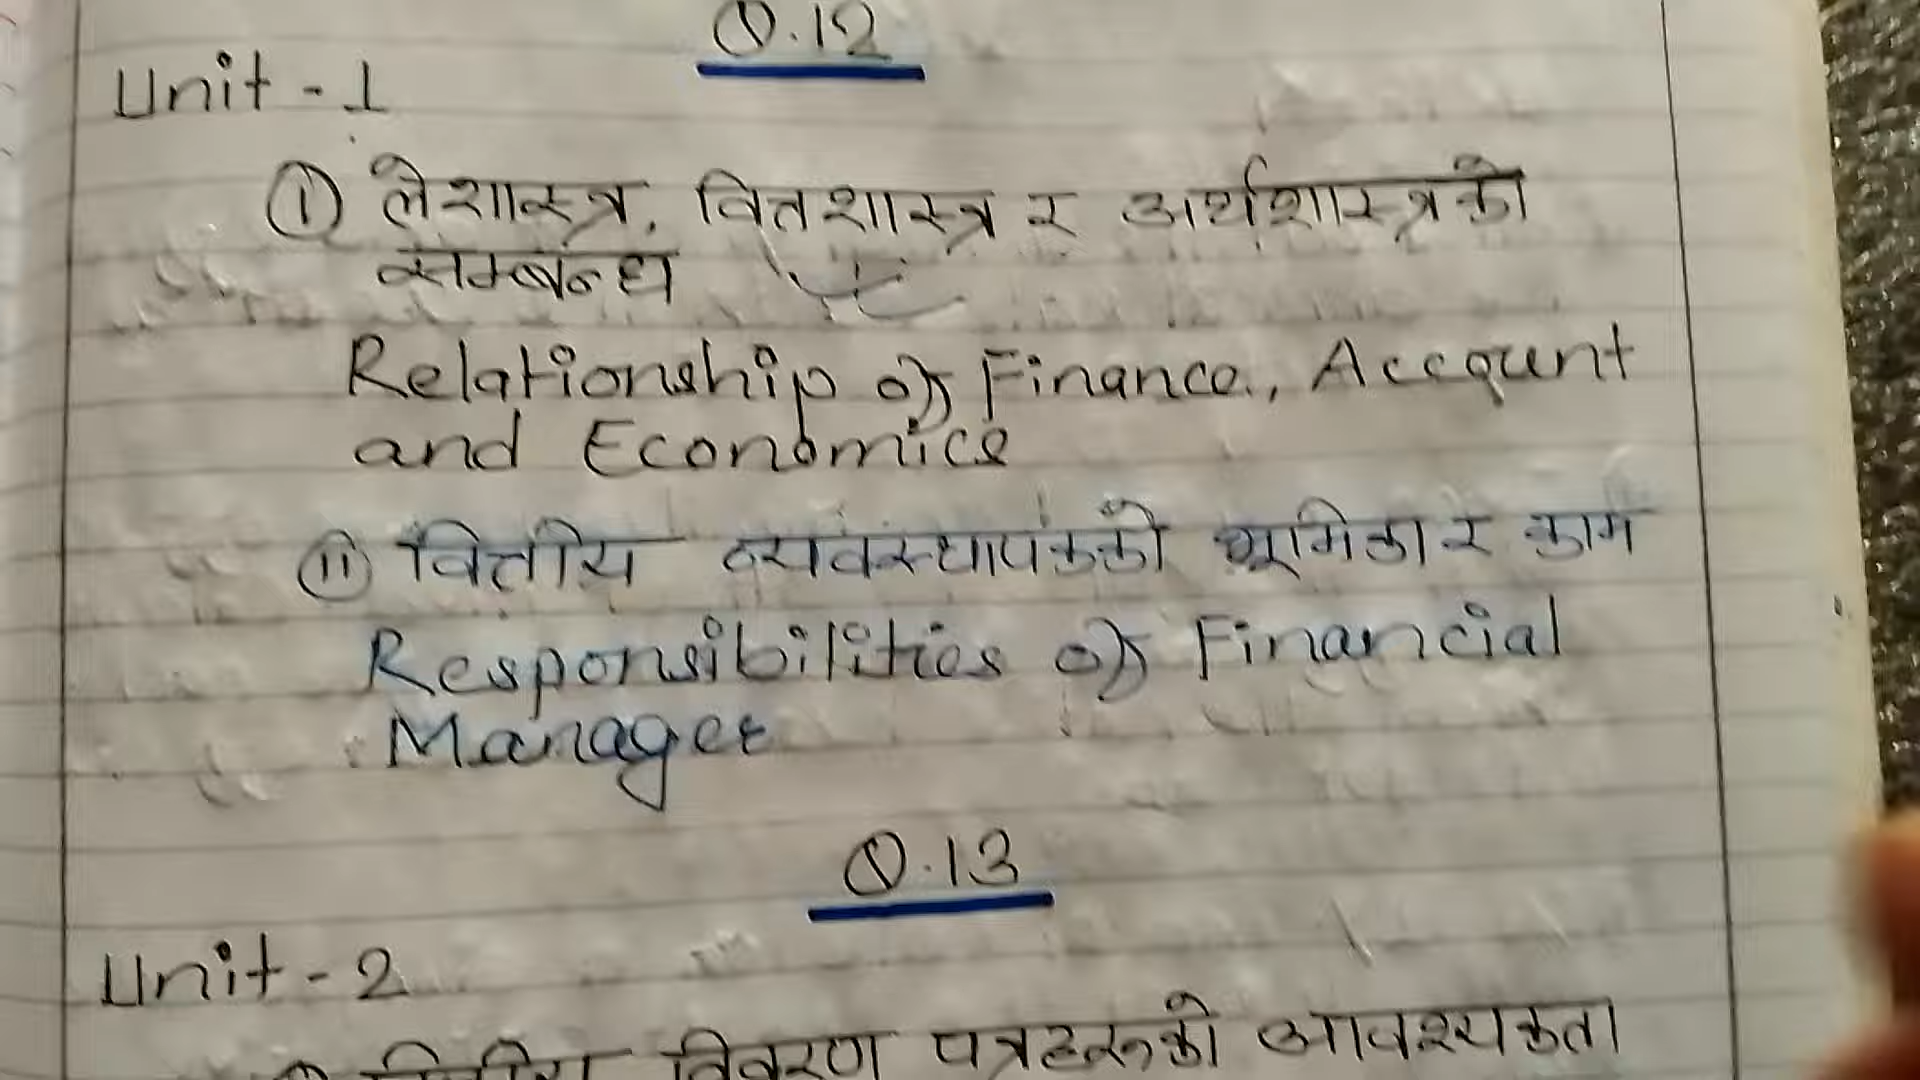 Q.12
Unit - 1
(i) लेशास्त्र, वितशास्त्र र अर्थशास्त्रको
सम्बन्ध
Relationship of Finance, Account
and Economics
(ii) वित्तीय व्यवस्थापकको भूमिका र काम
Responsibilities of Financial
Manager
Q.13
Unit - 2
वित्तीय विवरण पत्रहरूको आवश्यकता